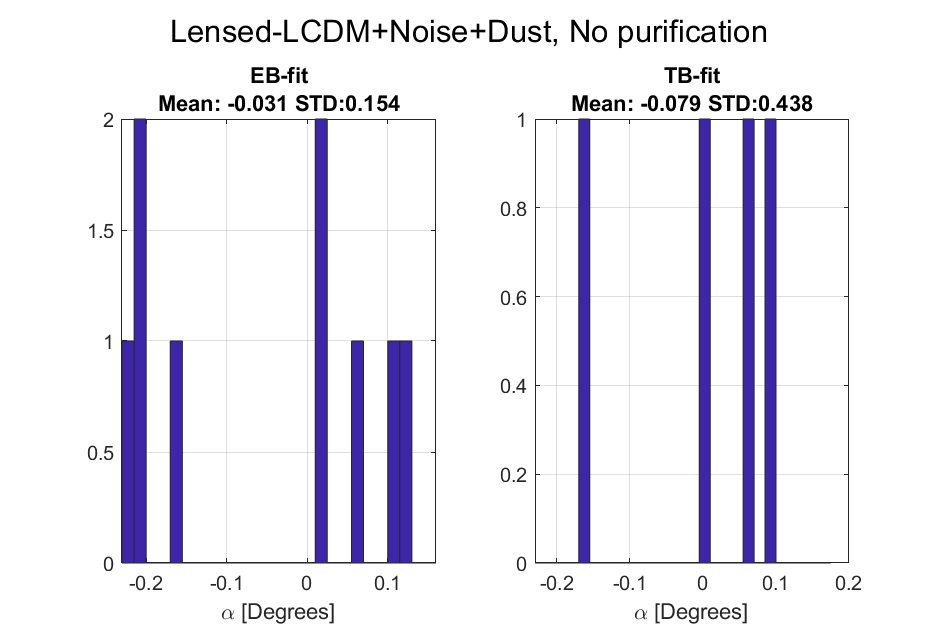 Lensed-LCDM+Noise+Dust, No purification
EB-fit
Mean: -0.031 STD:0.154
2
1.5
1
0.5
0
-0.2 -0.1 0 0.1
α [Degrees]
TB-fit
Mean: -0.079 STD:0.438
1
0.8
0.6
0.4
0.2
0
-0.2 -0.1 0 0.1 0.2
α [Degrees]